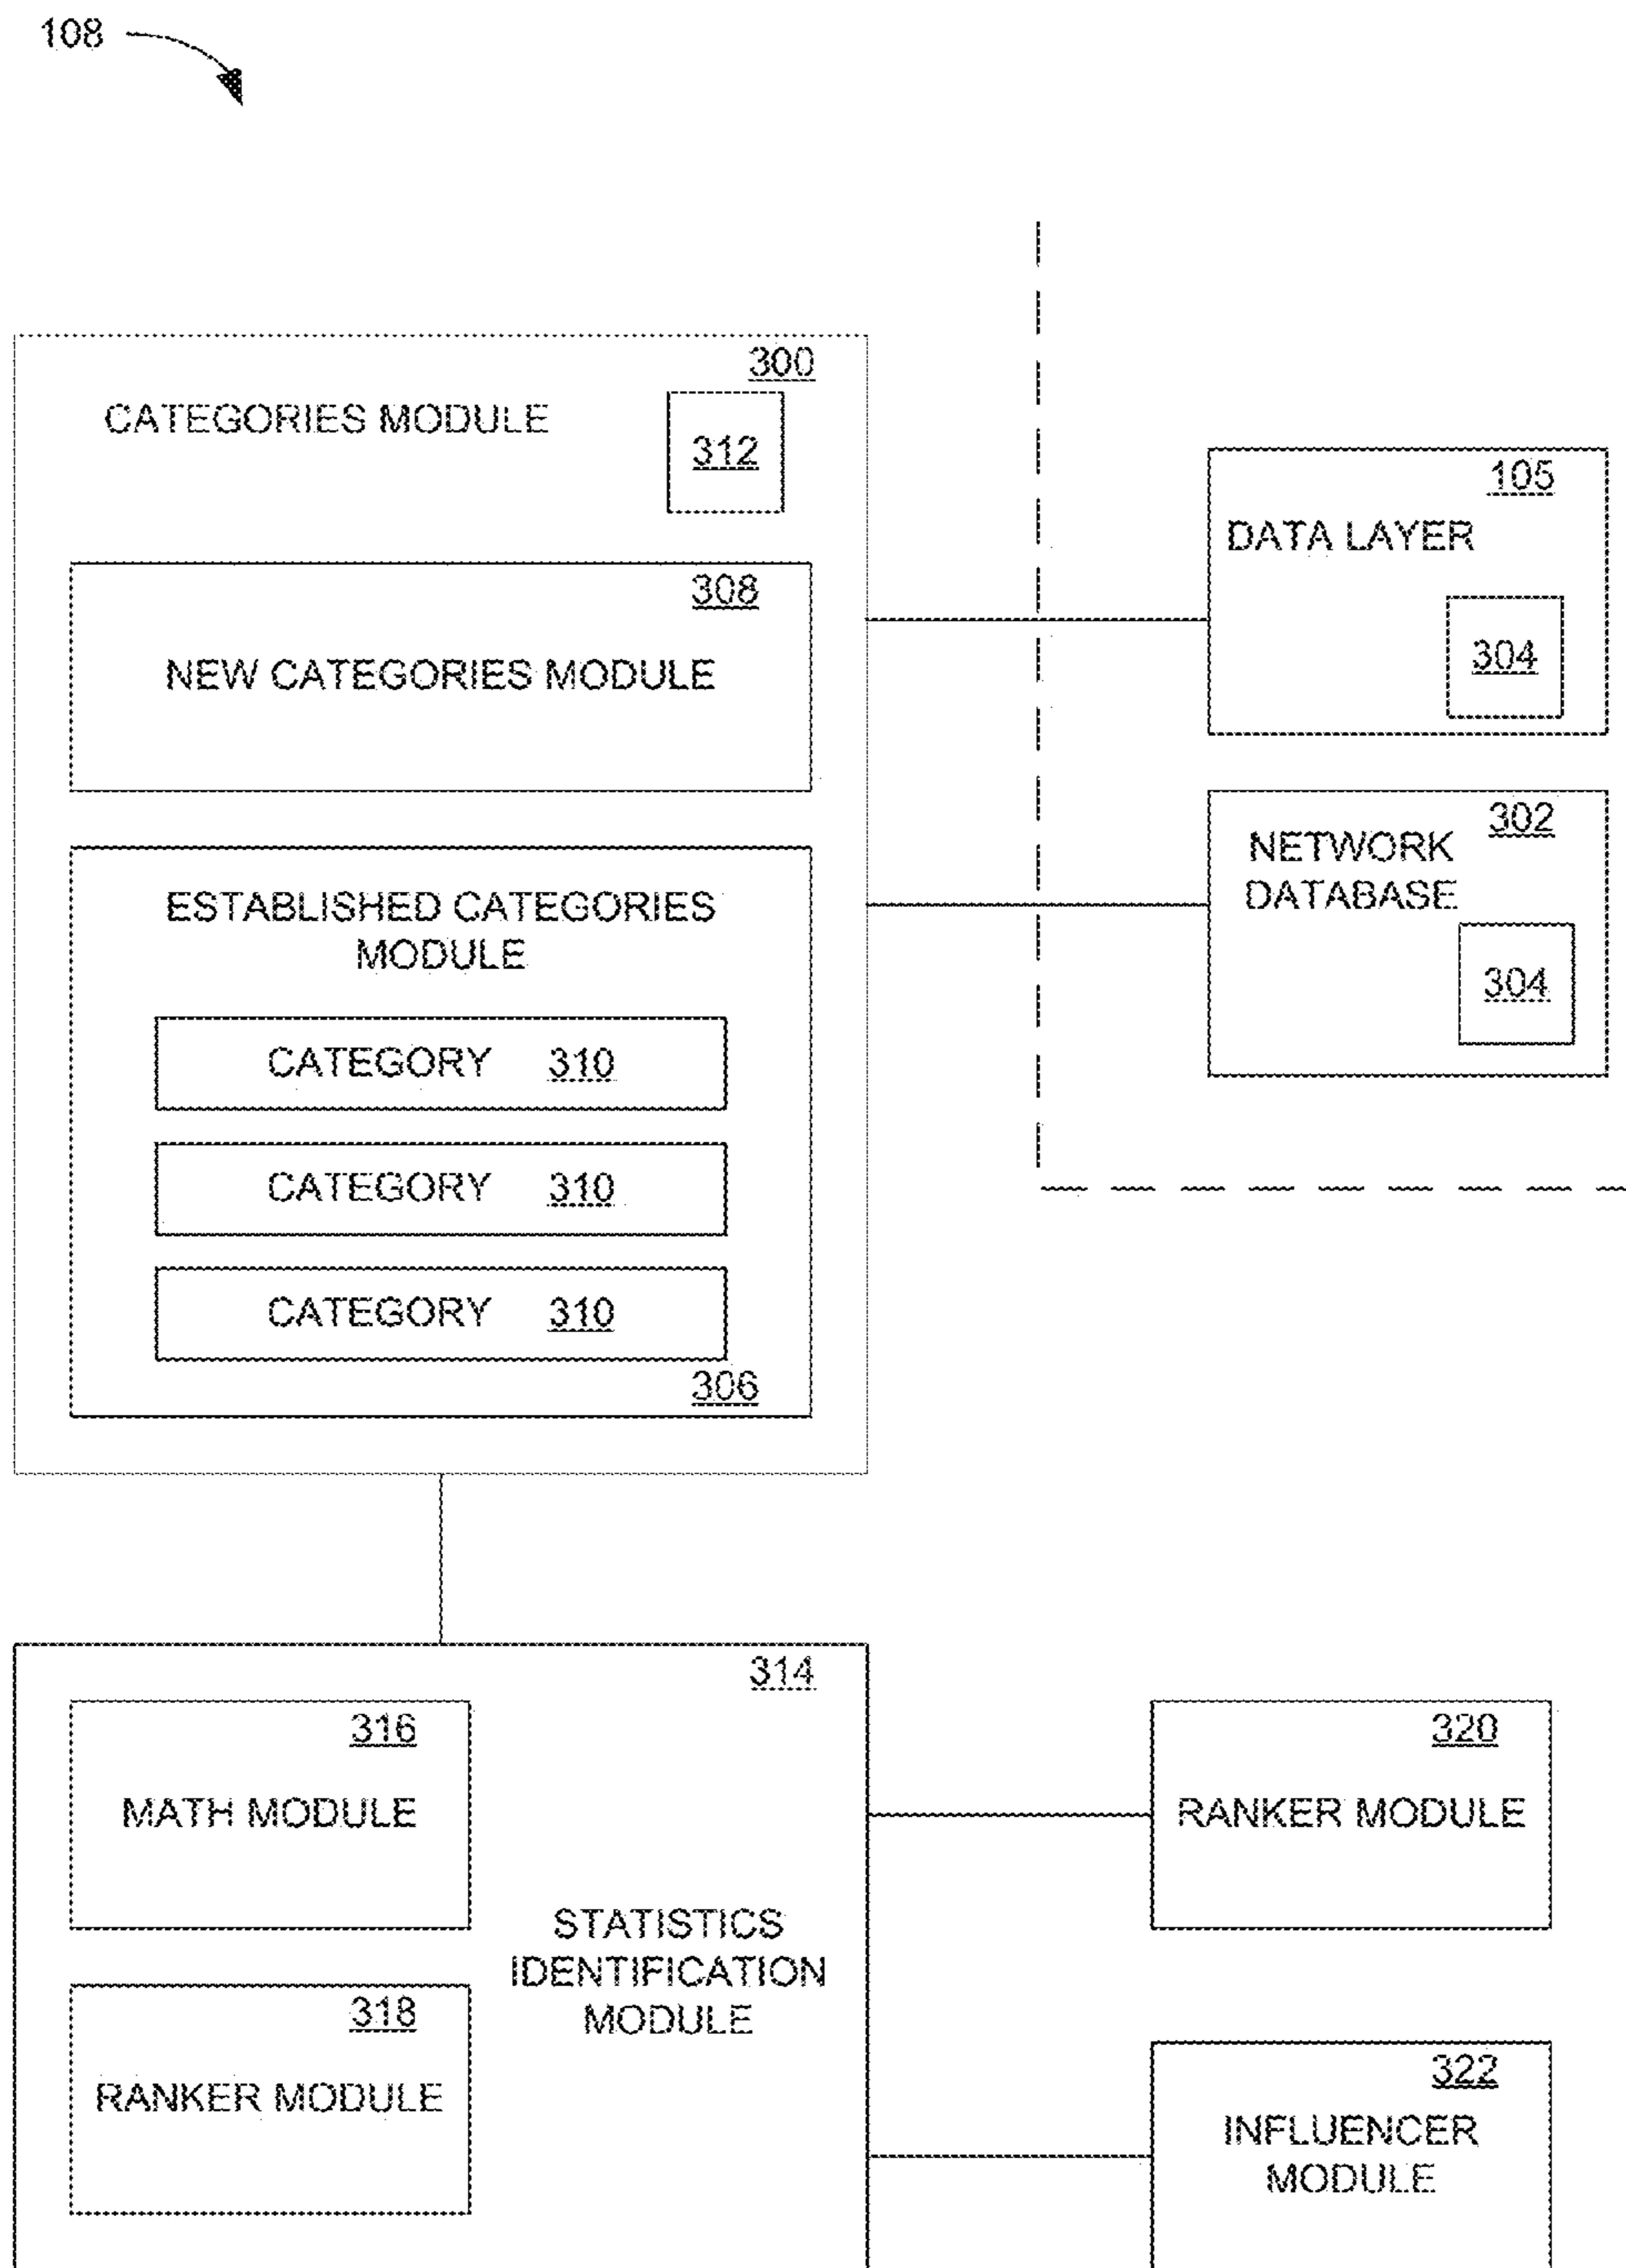 108
300
CATEGORIES MODULE
312
308
NEW CATEGORIES MODULE
ESTABLISHED CATEGORIES
MODULE
CATEGORY 310
CATEGORY 310
CATEGORY 310
306
105
DATA LAYER
304
302
NETWORK
DATABASE
304
314
316
MATH MODULE
STATISTICS
IDENTIFICATION
MODULE
318
RANKER MODULE
320
RANKER MODULE
322
INFLUENCER
MODULE